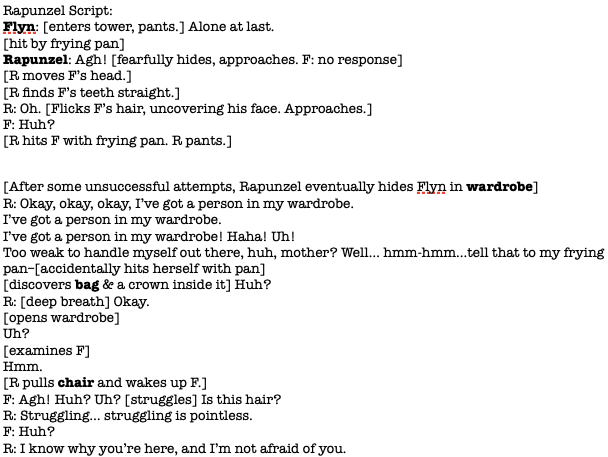 Rapunzel Script:
Flyn: [enters tower, pants.] Alone at last.
[hit by frying pan]
Rapunzel: Agh! [fearfully hides, approaches. F: no response]
[R moves F's head.]
[R finds F's teeth straight.]
R: Oh. [Flicks F's hair, uncovering his face. Approaches.]
F: Huh?
[R hits F with frying pan. R pants.]
[After some unsuccessful attempts, Rapunzel eventually hides Flyn in wardrobe]
R: Okay, okay, okay, I've got a person in my wardrobe.
I've got a person in my wardrobe.
I've got a person in my wardrobe! Haha! Uh!
Too weak to handle myself out there, huh, mother? Well... hmm-hmm...tell that to my frying
pan–[accidentally hits herself with pan]
[discovers bag & a crown inside it] Huh?
R: [deep breath] Okay.
[opens wardrobe]
Uh?
[examines F]
Hmm.
[R pulls chair and wakes up F.]
F: Agh! Huh? Uh? [struggles] Is this hair?
R: Struggling... struggling is pointless.
F: Huh?
R: I know why you're here, and I'm not afraid of you.